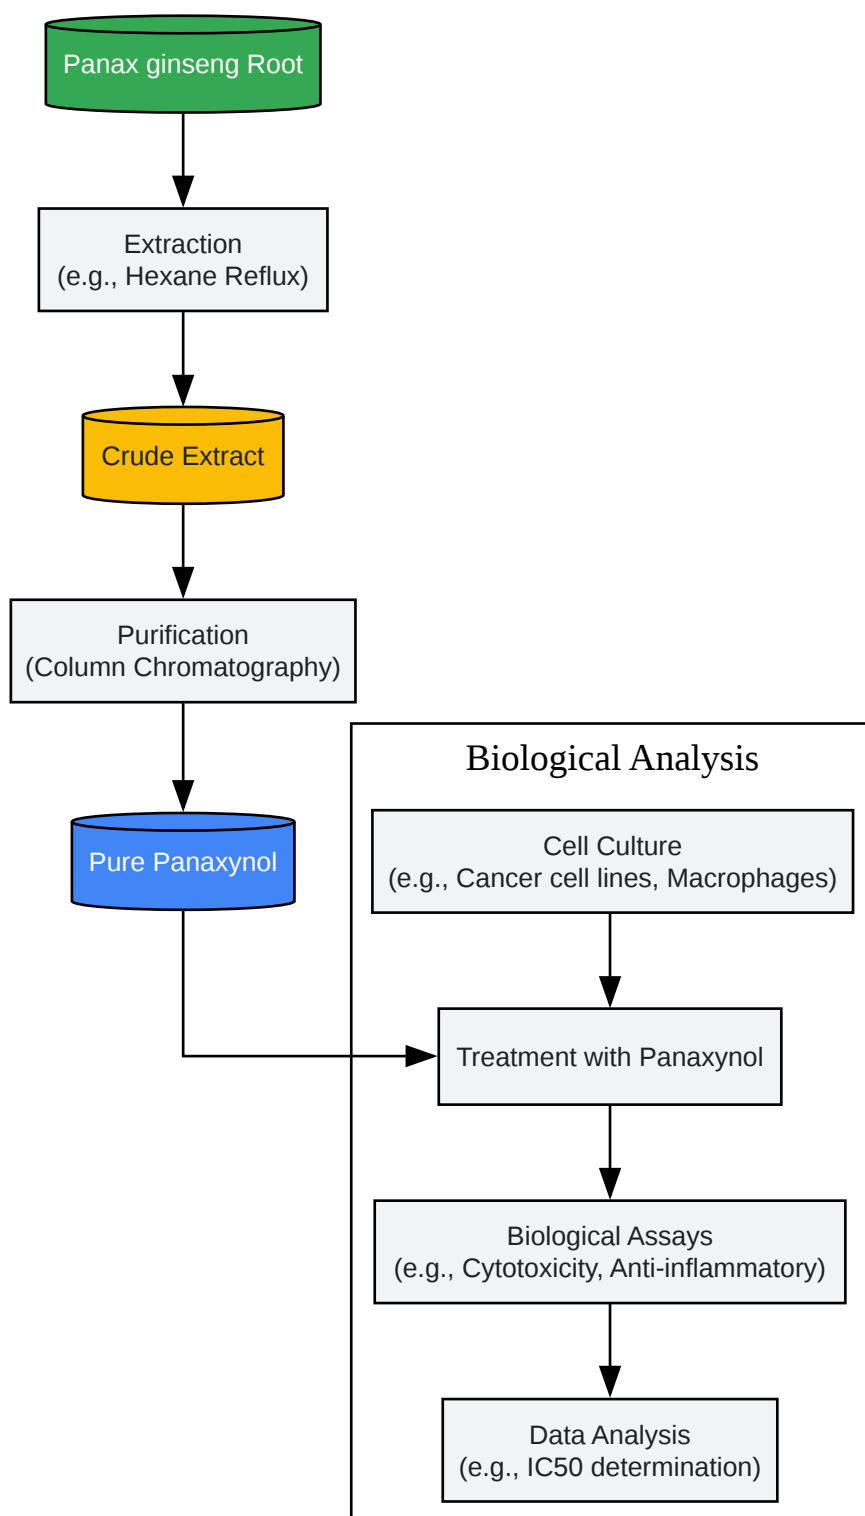 Panax ginseng Root
Extraction
(e.g., Hexane Reflux)
Crude Extract
Purification
(Column Chromatography)
Pure Panaxynol
Biological Analysis
Cell Culture
(e.g., Cancer cell lines, Macrophages)
Treatment with Panaxynol
Biological Assays
(e.g., Cytotoxicity, Anti-inflammatory)
Data Analysis
(e.g., IC50 determination)